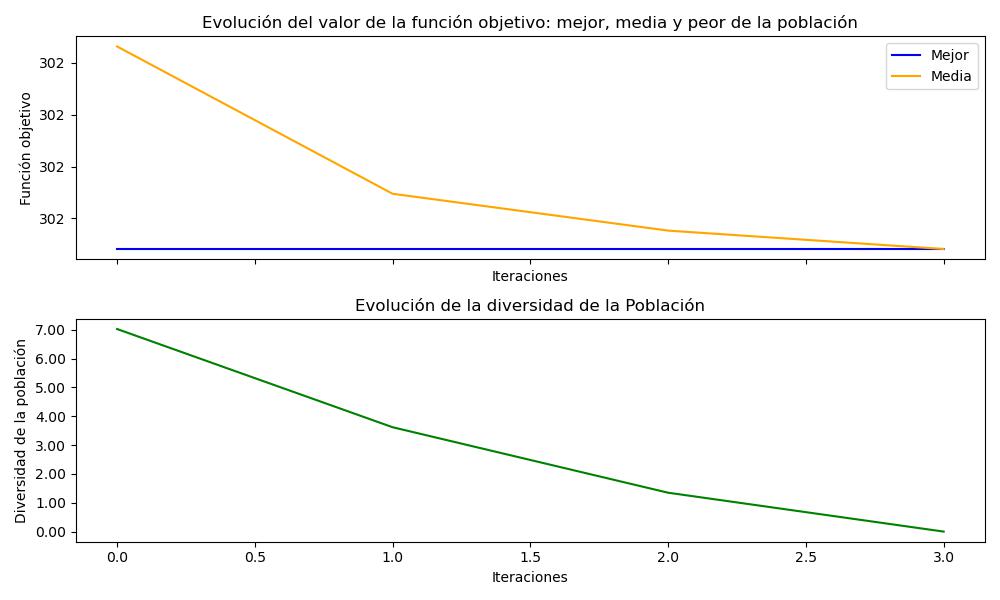 Evolución del valor de la función objetivo: mejor, media y peor de la población
302
302
302
302
Función objetivo
Mejor
Media
Iteraciones
Evolución de la diversidad de la Población
7.00
6.00
5.00
4.00
3.00
2.00
1.00
0.00
Diversidad de la población
0.0 0.5 1.0 1.5 2.0 2.5 3.0
Iteraciones